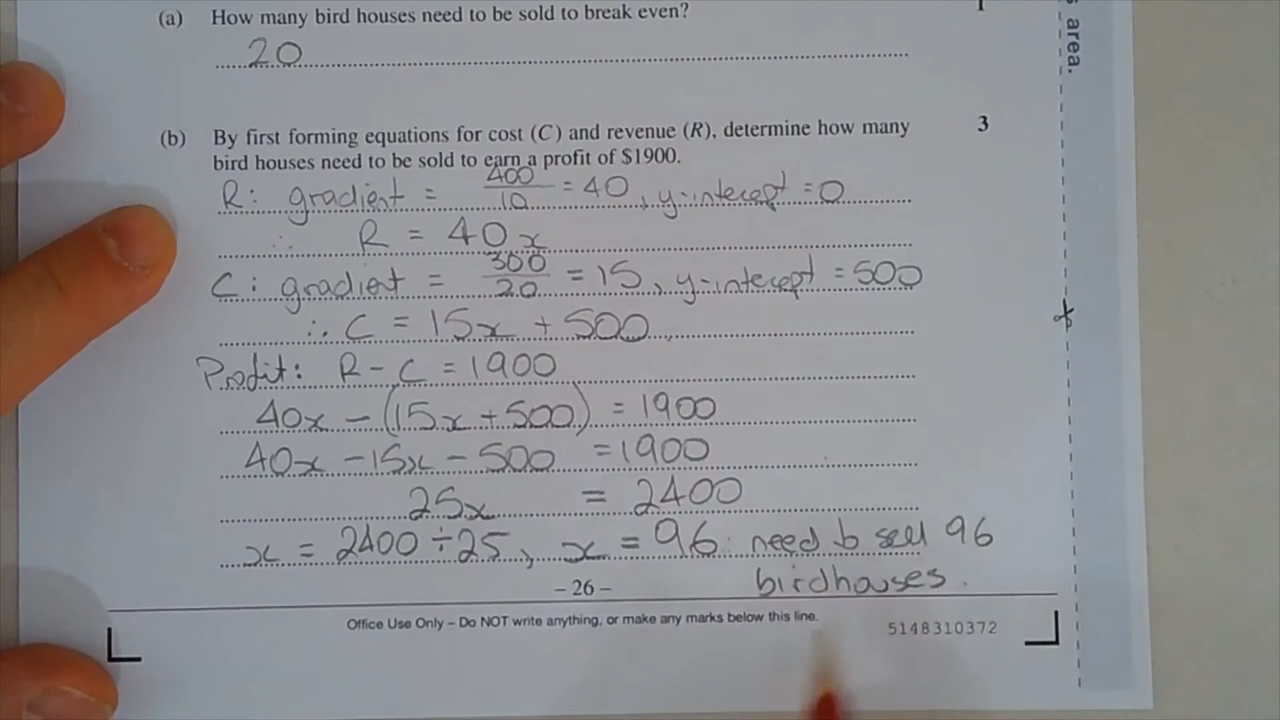 (a) How many bird houses need to be sold to break even? 1
20
(b) By first forming equations for cost (C) and revenue (R), determine how many 3
bird houses need to be sold to earn a profit of $1900.
R: gradient = 400/10 = 40, y-intercept = 0
∴ R = 40x
C: gradient = 300/20 = 15, y-intercept = 500
∴ C = 15x + 500
Profit: R - C = 1900
40x - (15x + 500) = 1900
40x - 15x - 500 = 1900
25x = 2400
x = 2400 ÷ 25, x = 96 ∴ need to sell 96
birdhouses.
– 26 –
Office Use Only – Do NOT write anything, or make any marks below this line.
5148310372
area.